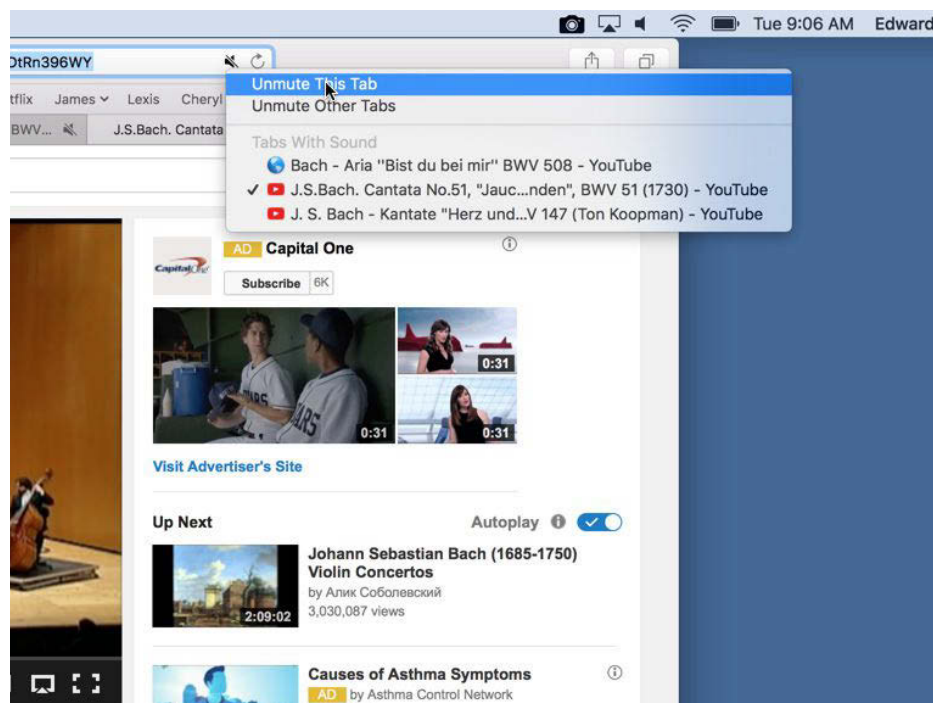 Tue 9:06 AM Edward
DtRn396WY
Unmute This Tab
Unmute Other Tabs
tflix James Lexis Cheryl
BWV... J.S.Bach. Cantata
Tabs With Sound
Bach - Aria "Bist du bei mir" BWV 508 - YouTube
J.S.Bach. Cantata No.51, "Jauc...nden", BWV 51 (1730) - YouTube
J. S. Bach - Kantate "Herz und...V 147 (Ton Koopman) - YouTube
CapitalOne
AD Capital One
Subscribe 6K
0:31
STARS
ARS
0:31
0:31
Visit Advertiser's Site
Up Next
Autoplay
Johann Sebastian Bach (1685-1750)
Violin Concertos
by Алик Соболевский
3,030,087 views
2:09:02
Causes of Asthma Symptoms
AD by Asthma Control Network